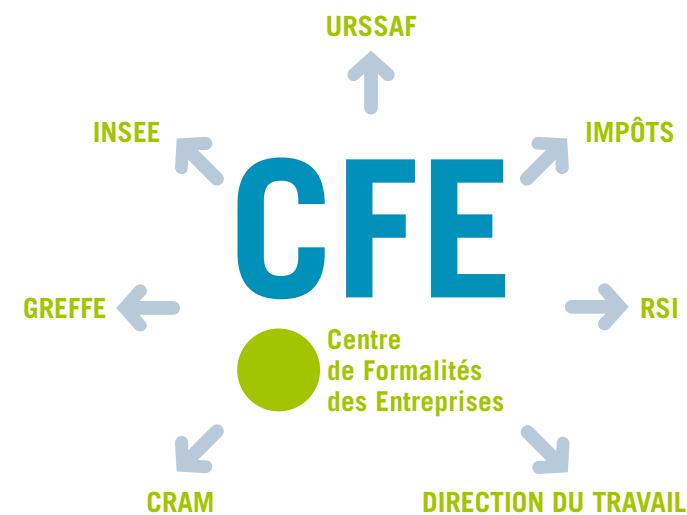 URSSAF
INSEE
IMPÔTS
CFE
GREFFE
RSI
Centre
de Formalités
des Entreprises
CRAM
DIRECTION DU TRAVAIL